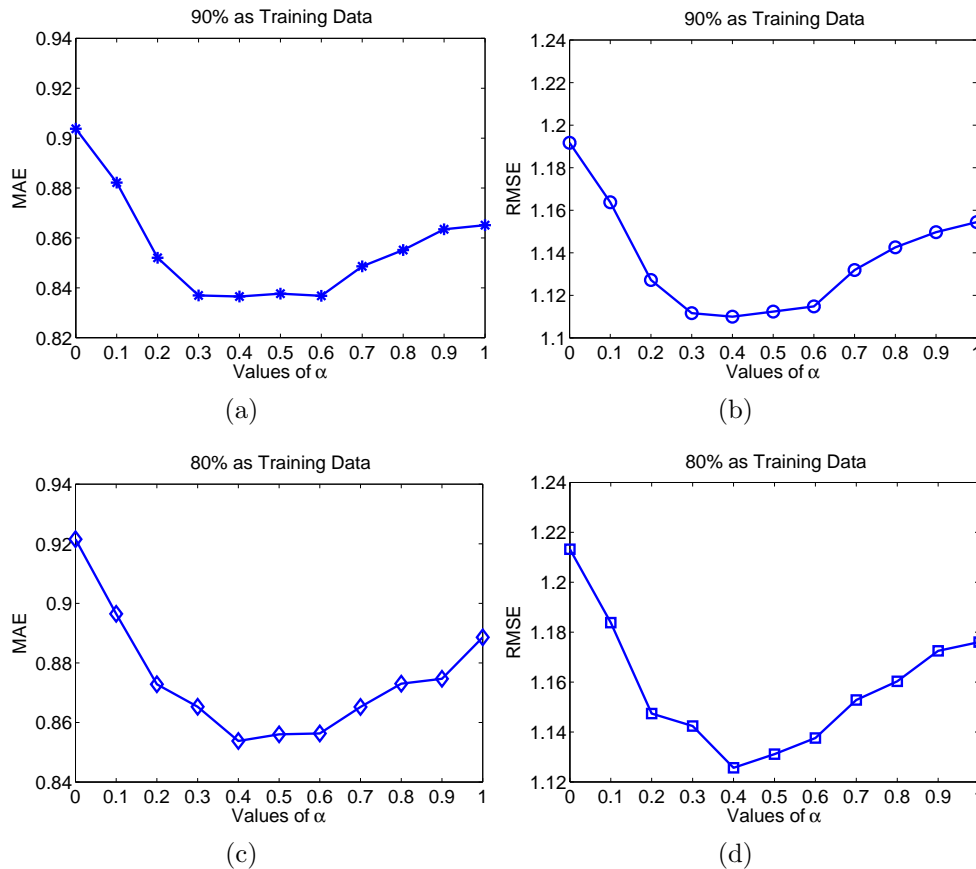 90% as Training Data
0.94
0.92
0.9
0.88
0.86
0.84
0.82
MAE
0 0.1 0.2 0.3 0.4 0.5 0.6 0.7 0.8 0.9 1
Values of α
(a)
90% as Training Data
1.24
1.22
1.2
1.18
1.16
1.14
1.12
1.1
RMSE
0 0.1 0.2 0.3 0.4 0.5 0.6 0.7 0.8 0.9 1
Values of α
(b)
80% as Training Data
0.94
0.92
0.9
0.88
0.86
0.84
MAE
0 0.1 0.2 0.3 0.4 0.5 0.6 0.7 0.8 0.9 1
Values of α
(c)
80% as Training Data
1.24
1.22
1.2
1.18
1.16
1.14
1.12
RMSE
0 0.1 0.2 0.3 0.4 0.5 0.6 0.7 0.8 0.9 1
Values of α
(d)